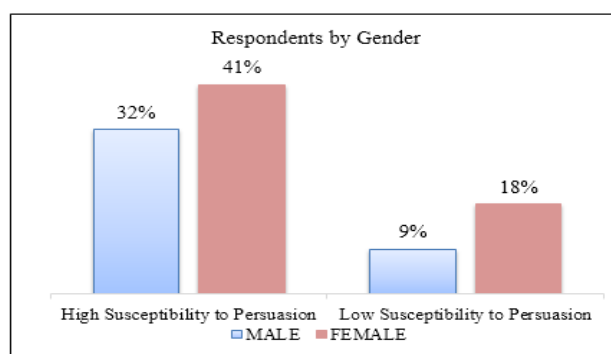 Respondents by Gender
41%
32%
18%
9%
High Susceptibility to Persuasion Low Susceptibility to Persuasion
MALE FEMALE